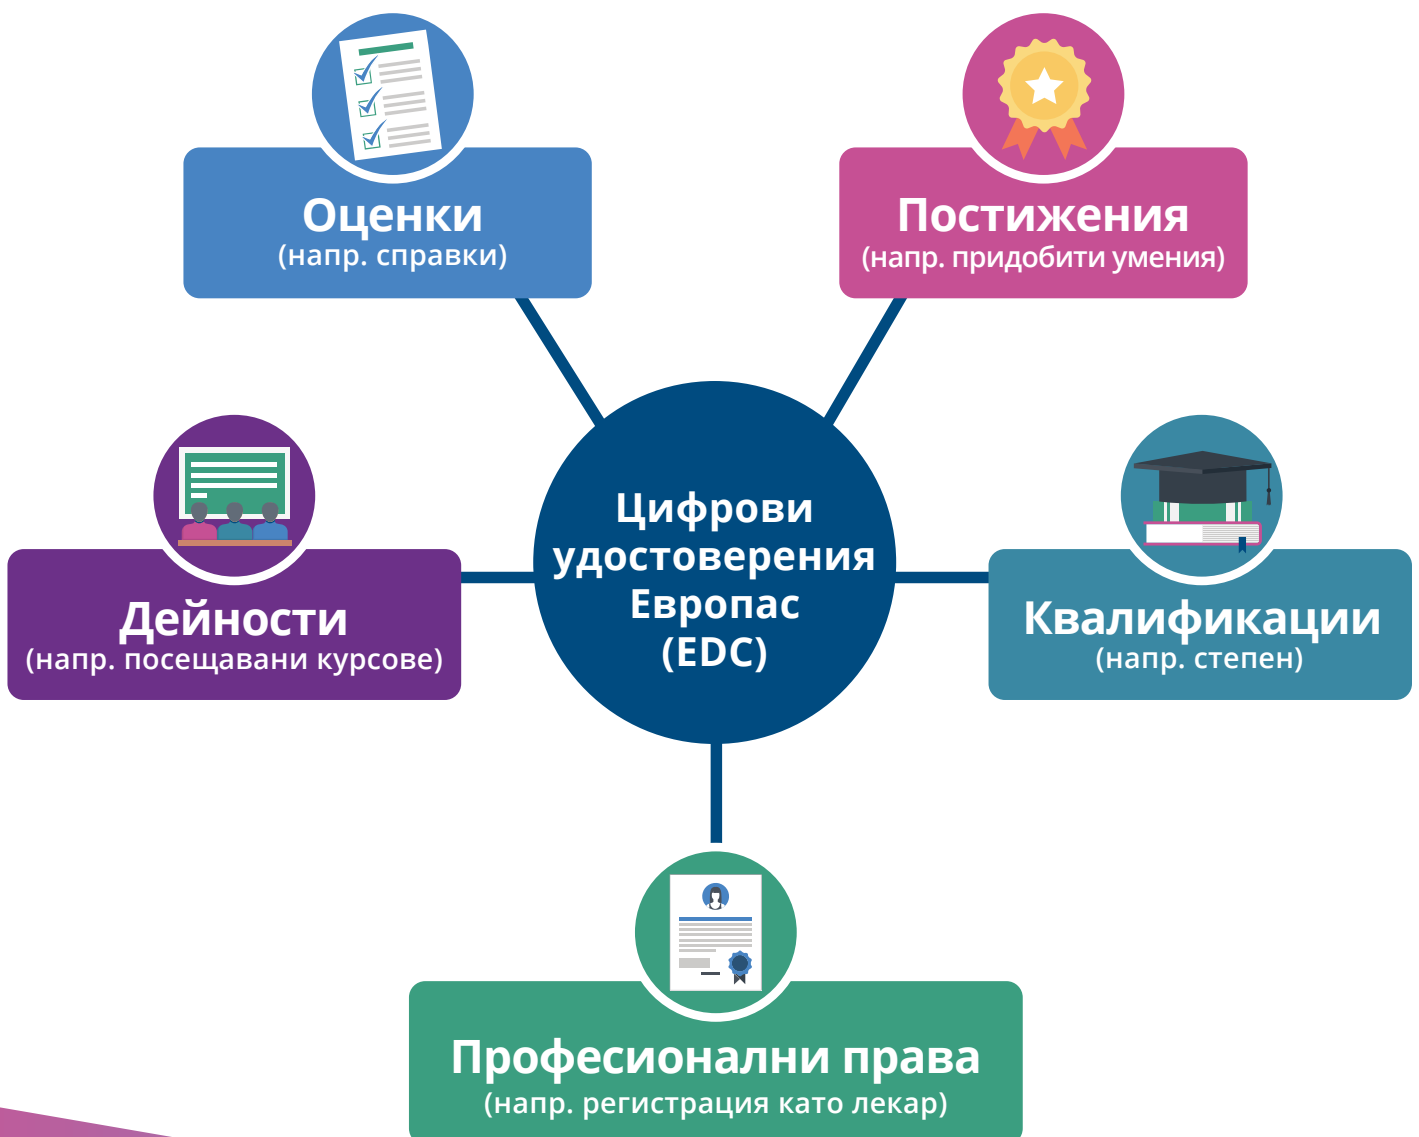 Оценки
(напр. справки)
Постижения
(напр. придобити умения)
Цифрови
удостоверения
Европас
(EDC)
Дейности
(напр. посещавани курсове)
Квалификации
(напр. степен)
Професионални права
(напр. регистрация като лекар)